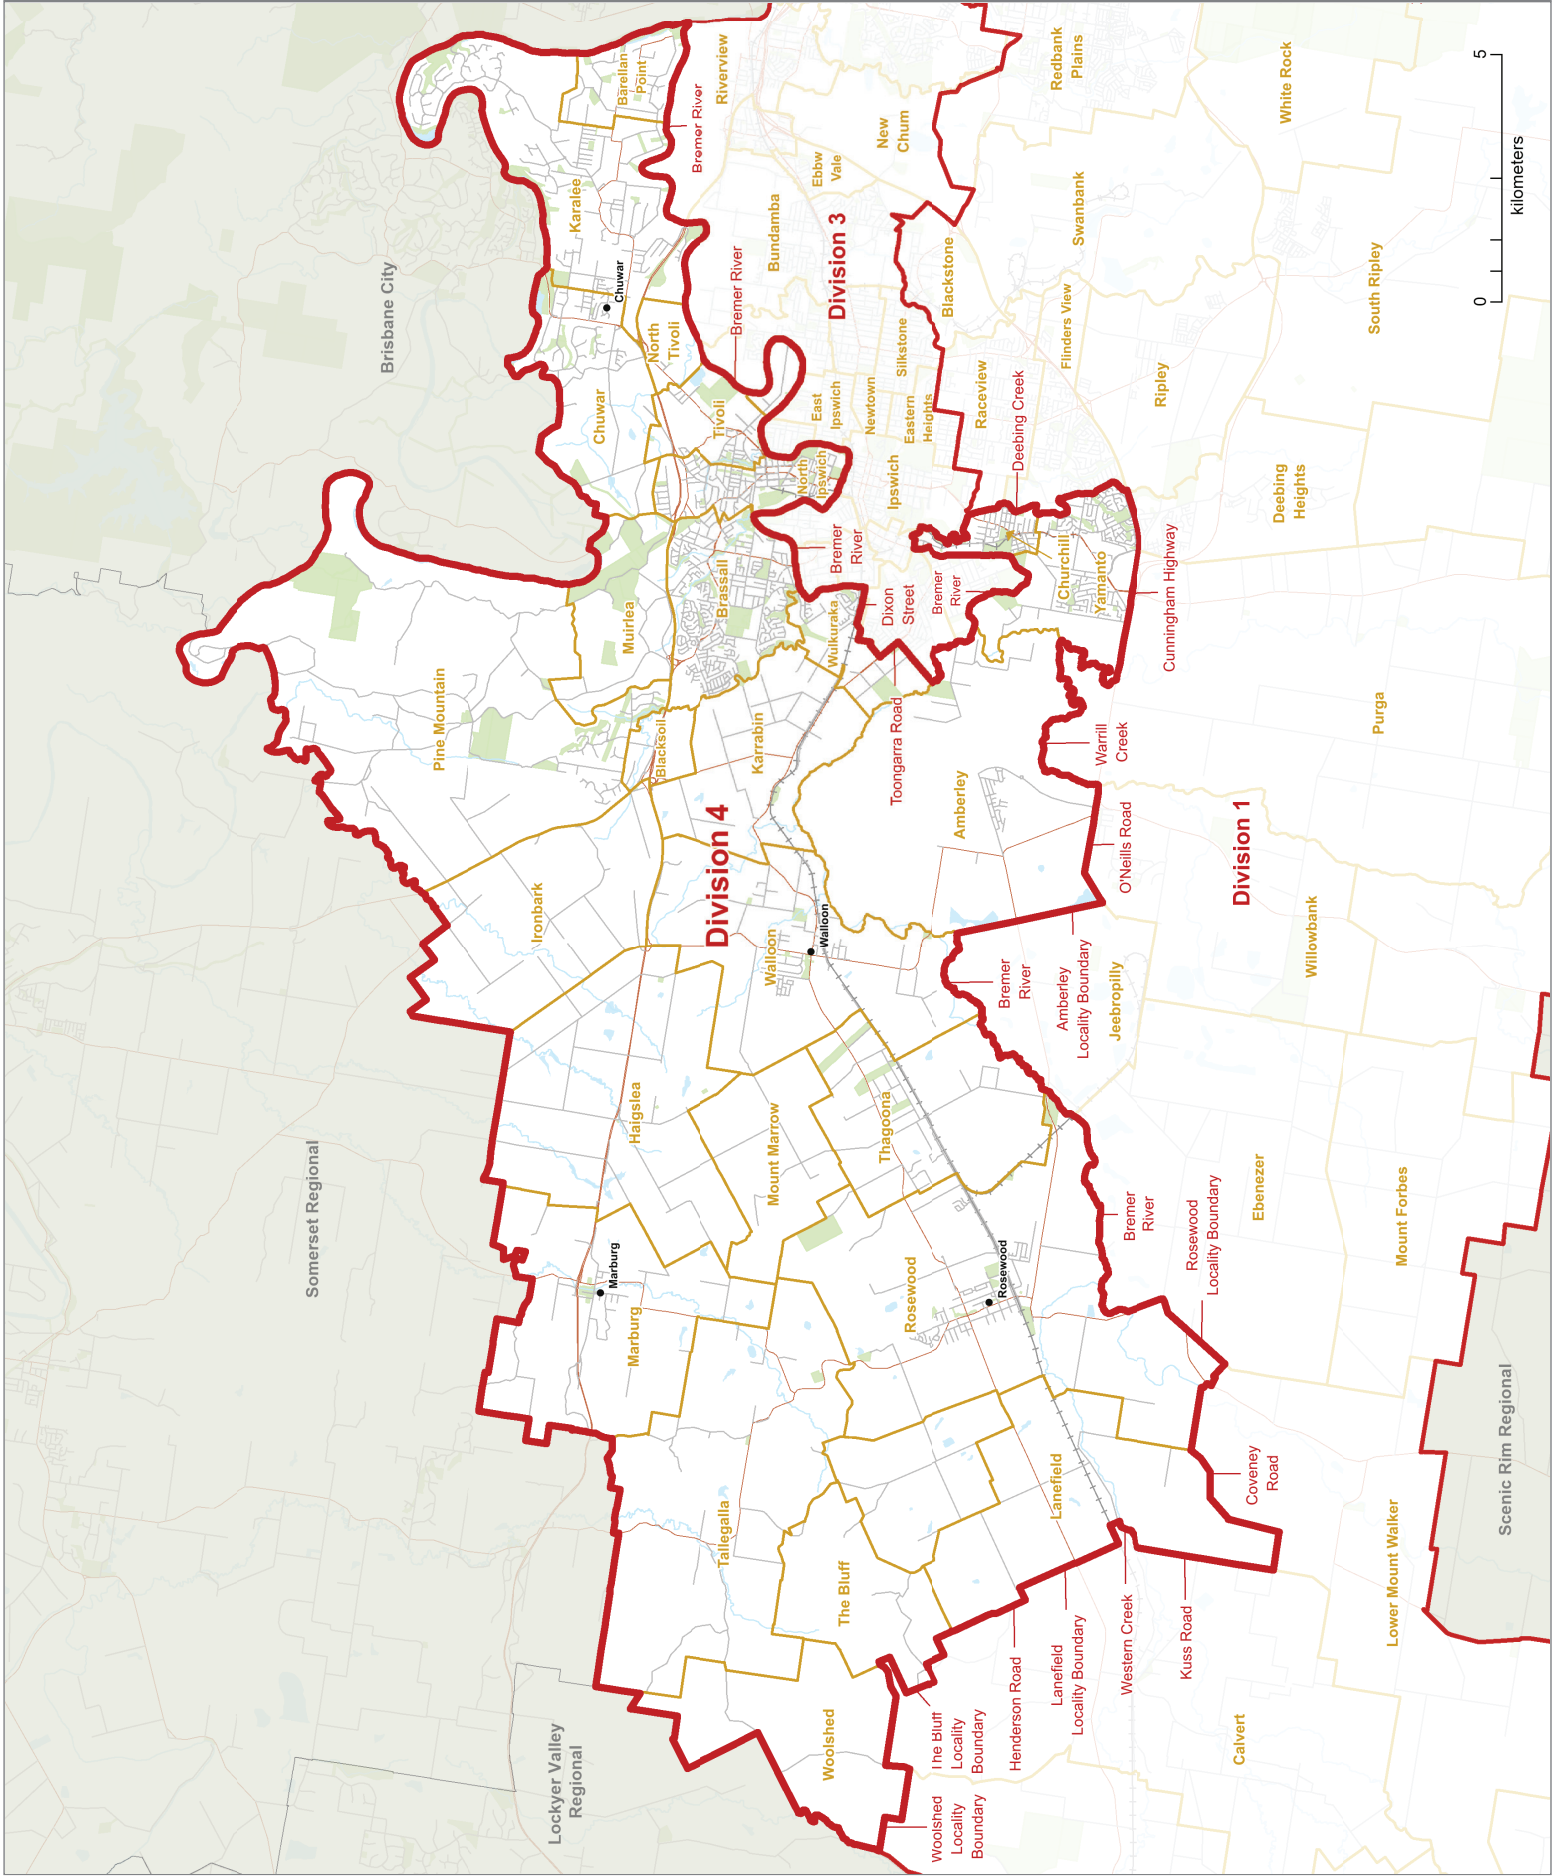 Brisbane City
Somerset Regional
Lockyer Valley
Regional
Scenic Rim Regional
Division 4
Division 3
Division 1
Woolshed
Tallegalla
The Bluff
Lanefield
Marburg
Marburg
Rosewood
Rosewood
Haigslea
Mount Marrow
Thagoona
Ironbark
Walloon
Walloon
Pine Mountain
Blacksoil
Karrabin
Amberley
Muirlea
Brassall
Wulkuraka
Chuwar
Chuwar
North
Tivoli
Tivoli
North
Ipswich
Karalee
Barellan
Point
Riverview
Bundamba
Ebbw
Vale
New
Chum
Redbank
Plains
White Rock
Swanbank
Blackstone
Silkstone
Newtown
East
Ipswich
Eastern
Heights
Ipswich
Raceview
Flinders View
Ripley
South Ripley
Deebing
Heights
Churchill
Yamanto
Purga
Willowbank
Jeebropilly
Ebenezer
Mount Forbes
Lower Mount Walker
Calvert
Bremer River
Bremer River
Bremer
River
Dixon
Street
Bremer
River
Deebing Creek
Cunningham Highway
Toongarra Road
Warrill
Creek
O'Neills Road
Amberley
Locality Boundary
Bremer
River
Bremer
River
Rosewood
Locality Boundary
Coveney
Road
Kuss Road
Western Creek
Lanefield
Locality Boundary
Henderson Road
The Bluff
Locality
Boundary
Woolshed
Locality
Boundary
0
5
kilometers